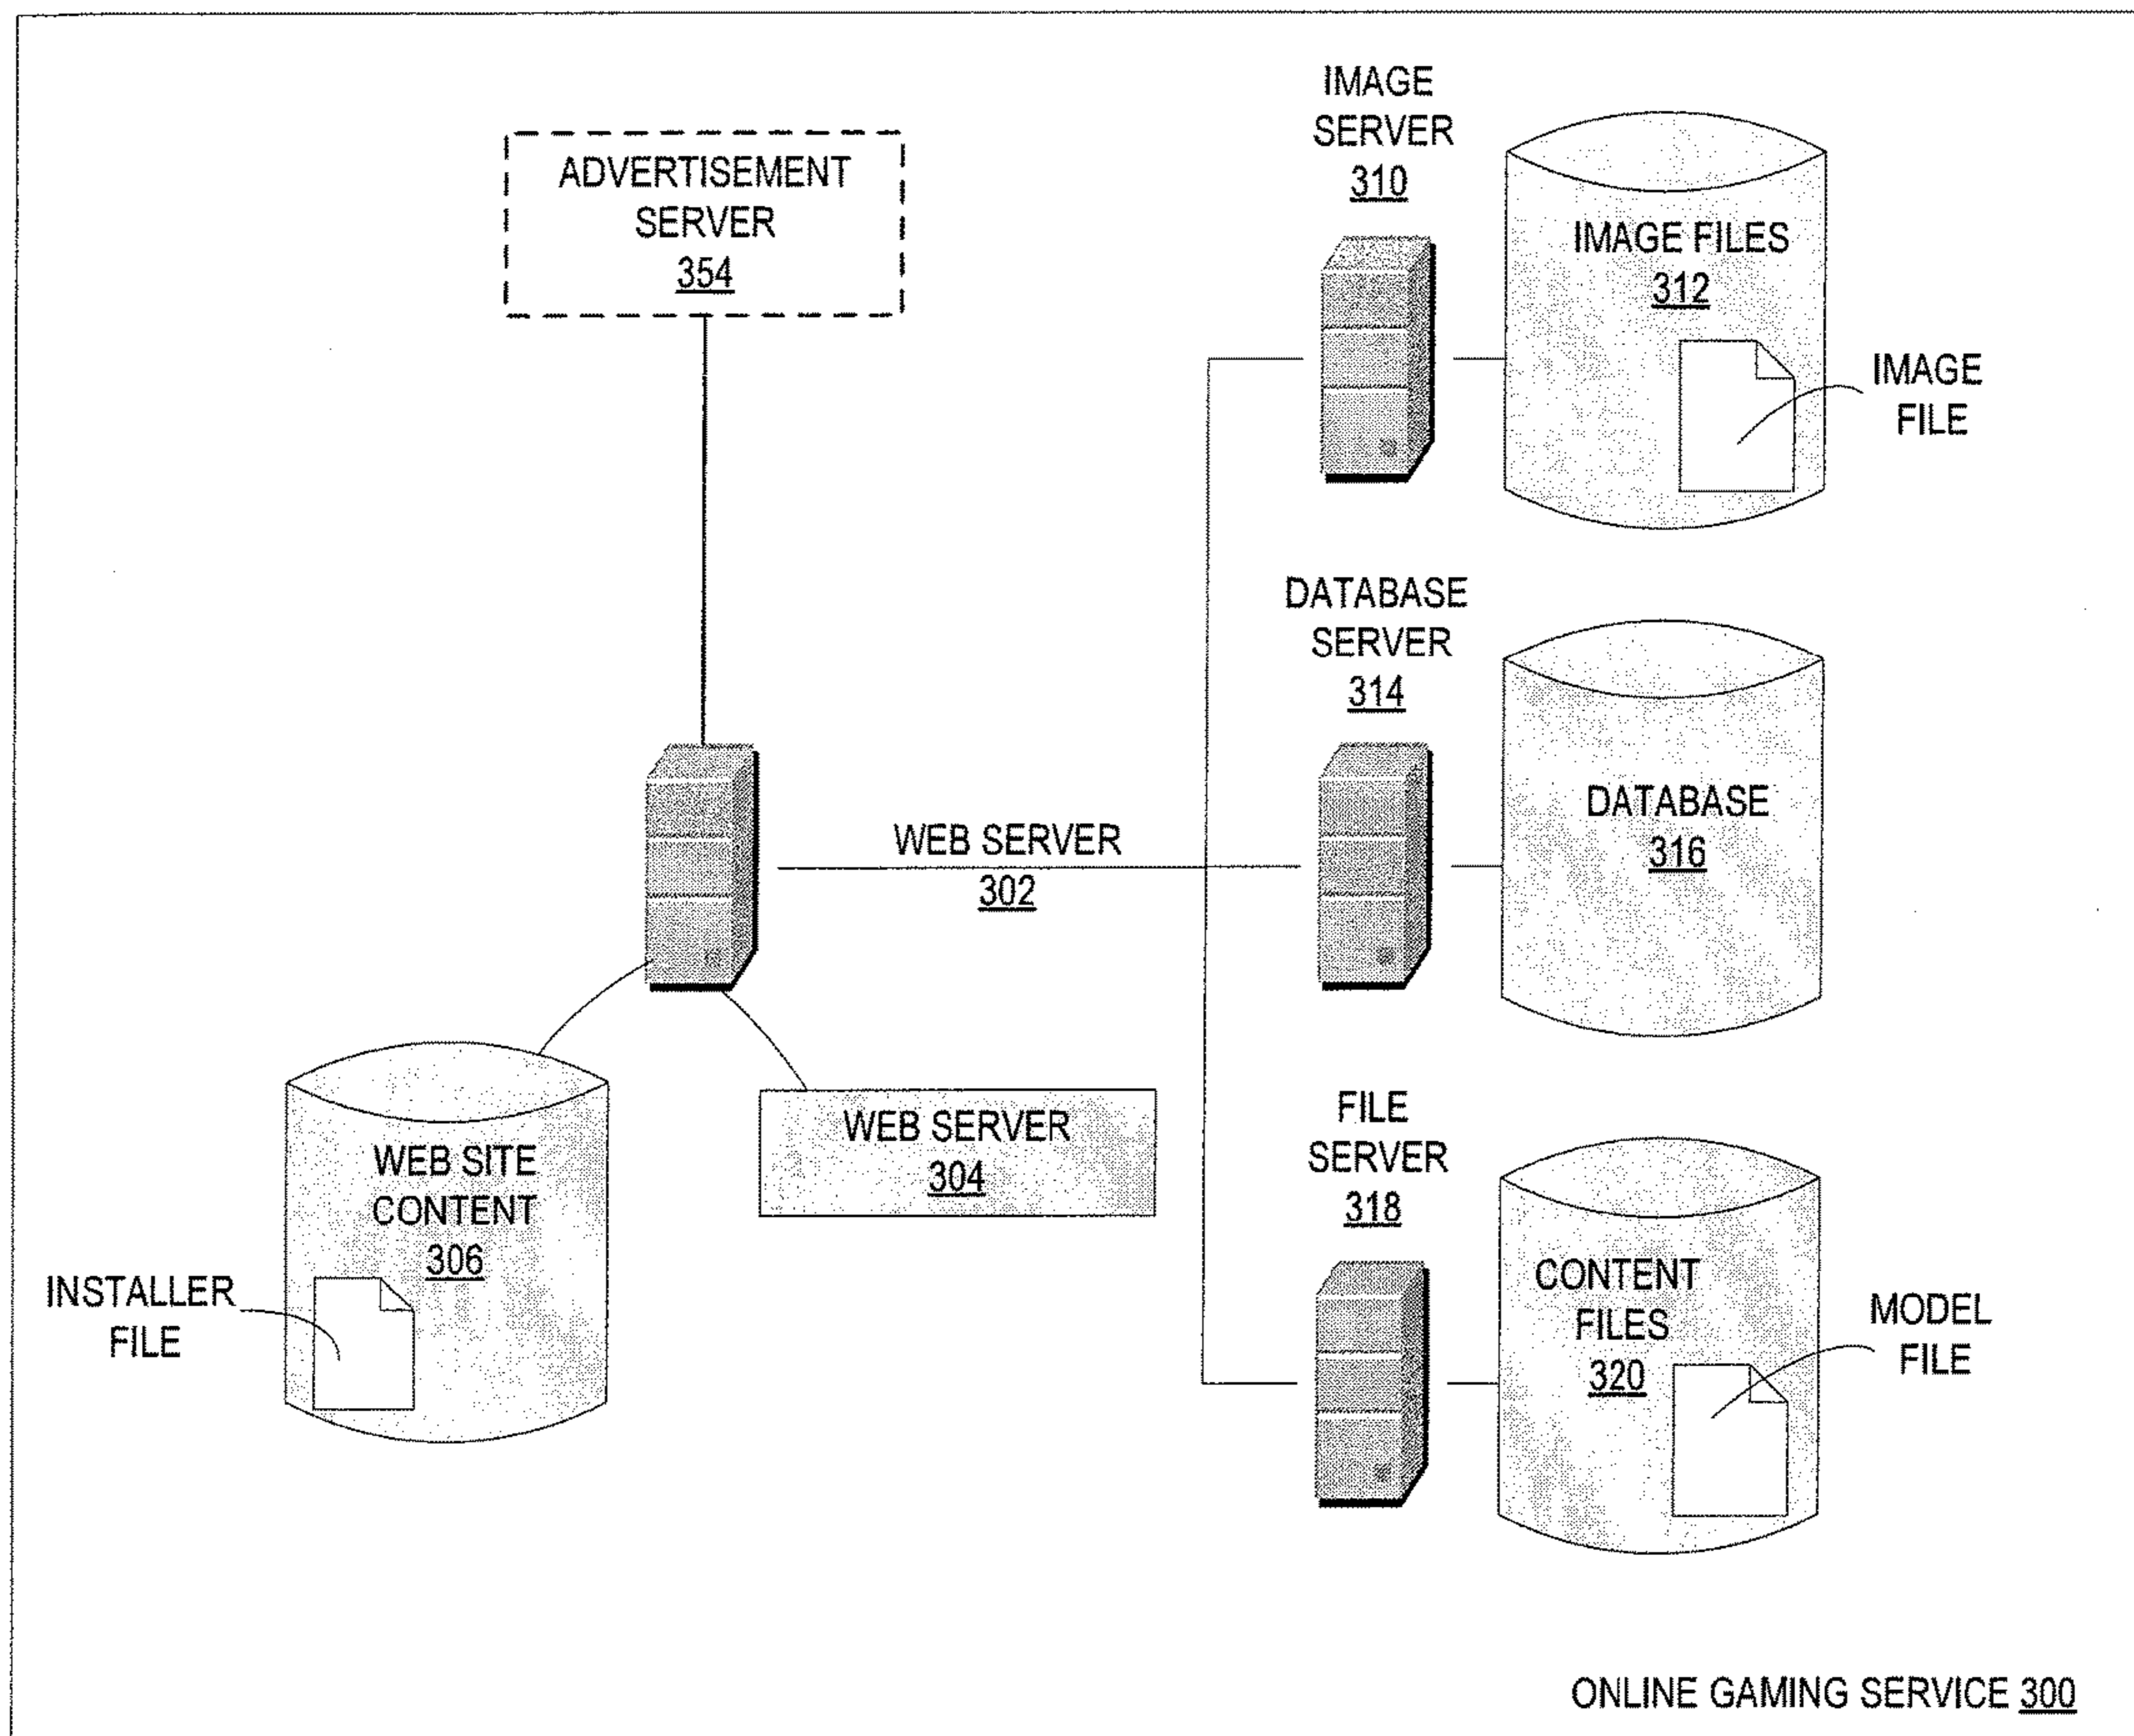 IMAGE
SERVER
310
ADVERTISEMENT
SERVER
354
IMAGE FILES
312
IMAGE
FILE
DATABASE
SERVER
314
DATABASE
316
WEB SERVER
302
WEB SERVER
304
WEB SITE
CONTENT
306
INSTALLER
FILE
FILE
SERVER
318
CONTENT
FILES
320
MODEL
FILE
ONLINE GAMING SERVICE 300